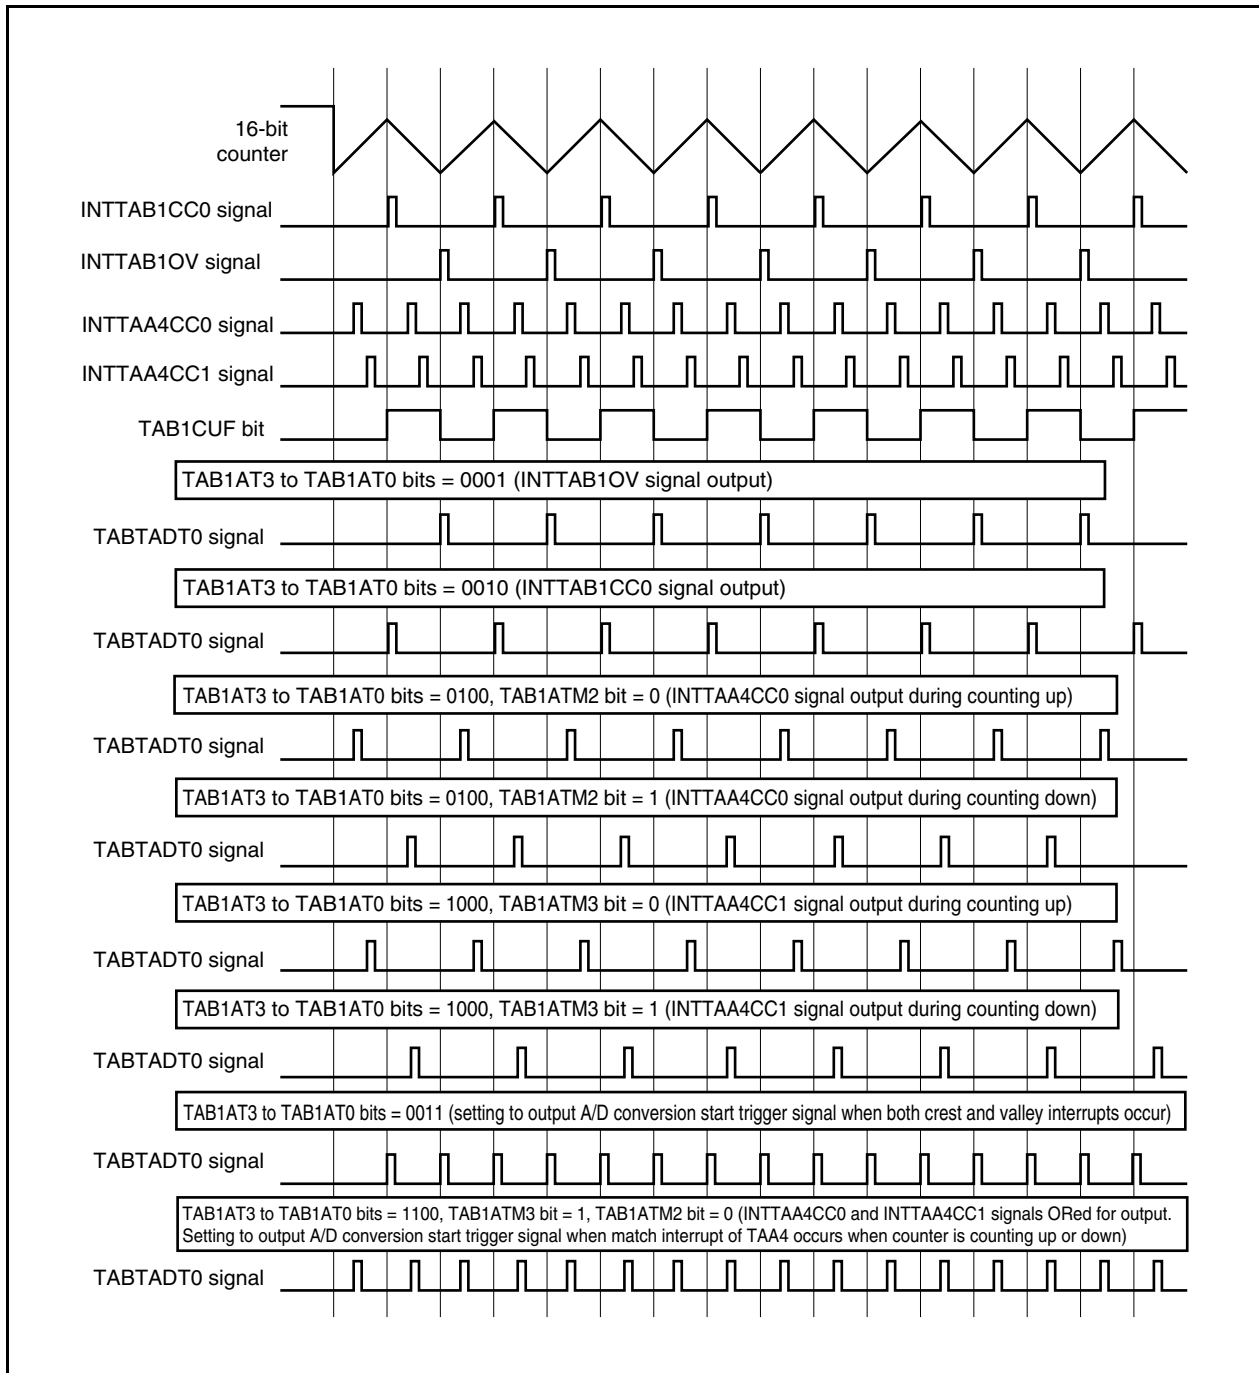 16-bit
counter
INTTAB1CC0 signal
INTTAB1OV signal
INTTAA4CC0 signal
INTTAA4CC1 signal
TAB1CUF bit
TAB1AT3 to TAB1AT0 bits = 0001 (INTTAB1OV signal output)
TABTADT0 signal
TAB1AT3 to TAB1AT0 bits = 0010 (INTTAB1CC0 signal output)
TABTADT0 signal
TAB1AT3 to TAB1AT0 bits = 0100, TAB1ATM2 bit = 0 (INTTAA4CC0 signal output during counting up)
TABTADT0 signal
TAB1AT3 to TAB1AT0 bits = 0100, TAB1ATM2 bit = 1 (INTTAA4CC0 signal output during counting down)
TABTADT0 signal
TAB1AT3 to TAB1AT0 bits = 1000, TAB1ATM3 bit = 0 (INTTAA4CC1 signal output during counting up)
TABTADT0 signal
TAB1AT3 to TAB1AT0 bits = 1000, TAB1ATM3 bit = 1 (INTTAA4CC1 signal output during counting down)
TABTADT0 signal
TAB1AT3 to TAB1AT0 bits = 0011 (setting to output A/D conversion start trigger signal when both crest and valley interrupts occur)
TABTADT0 signal
TAB1AT3 to TAB1AT0 bits = 1100, TAB1ATM3 bit = 1, TAB1ATM2 bit = 0 (INTTAA4CC0 and INTTAA4CC1 signals ORed for output.
Setting to output A/D conversion start trigger signal when match interrupt of TAA4 occurs when counter is counting up or down)
TABTADT0 signal